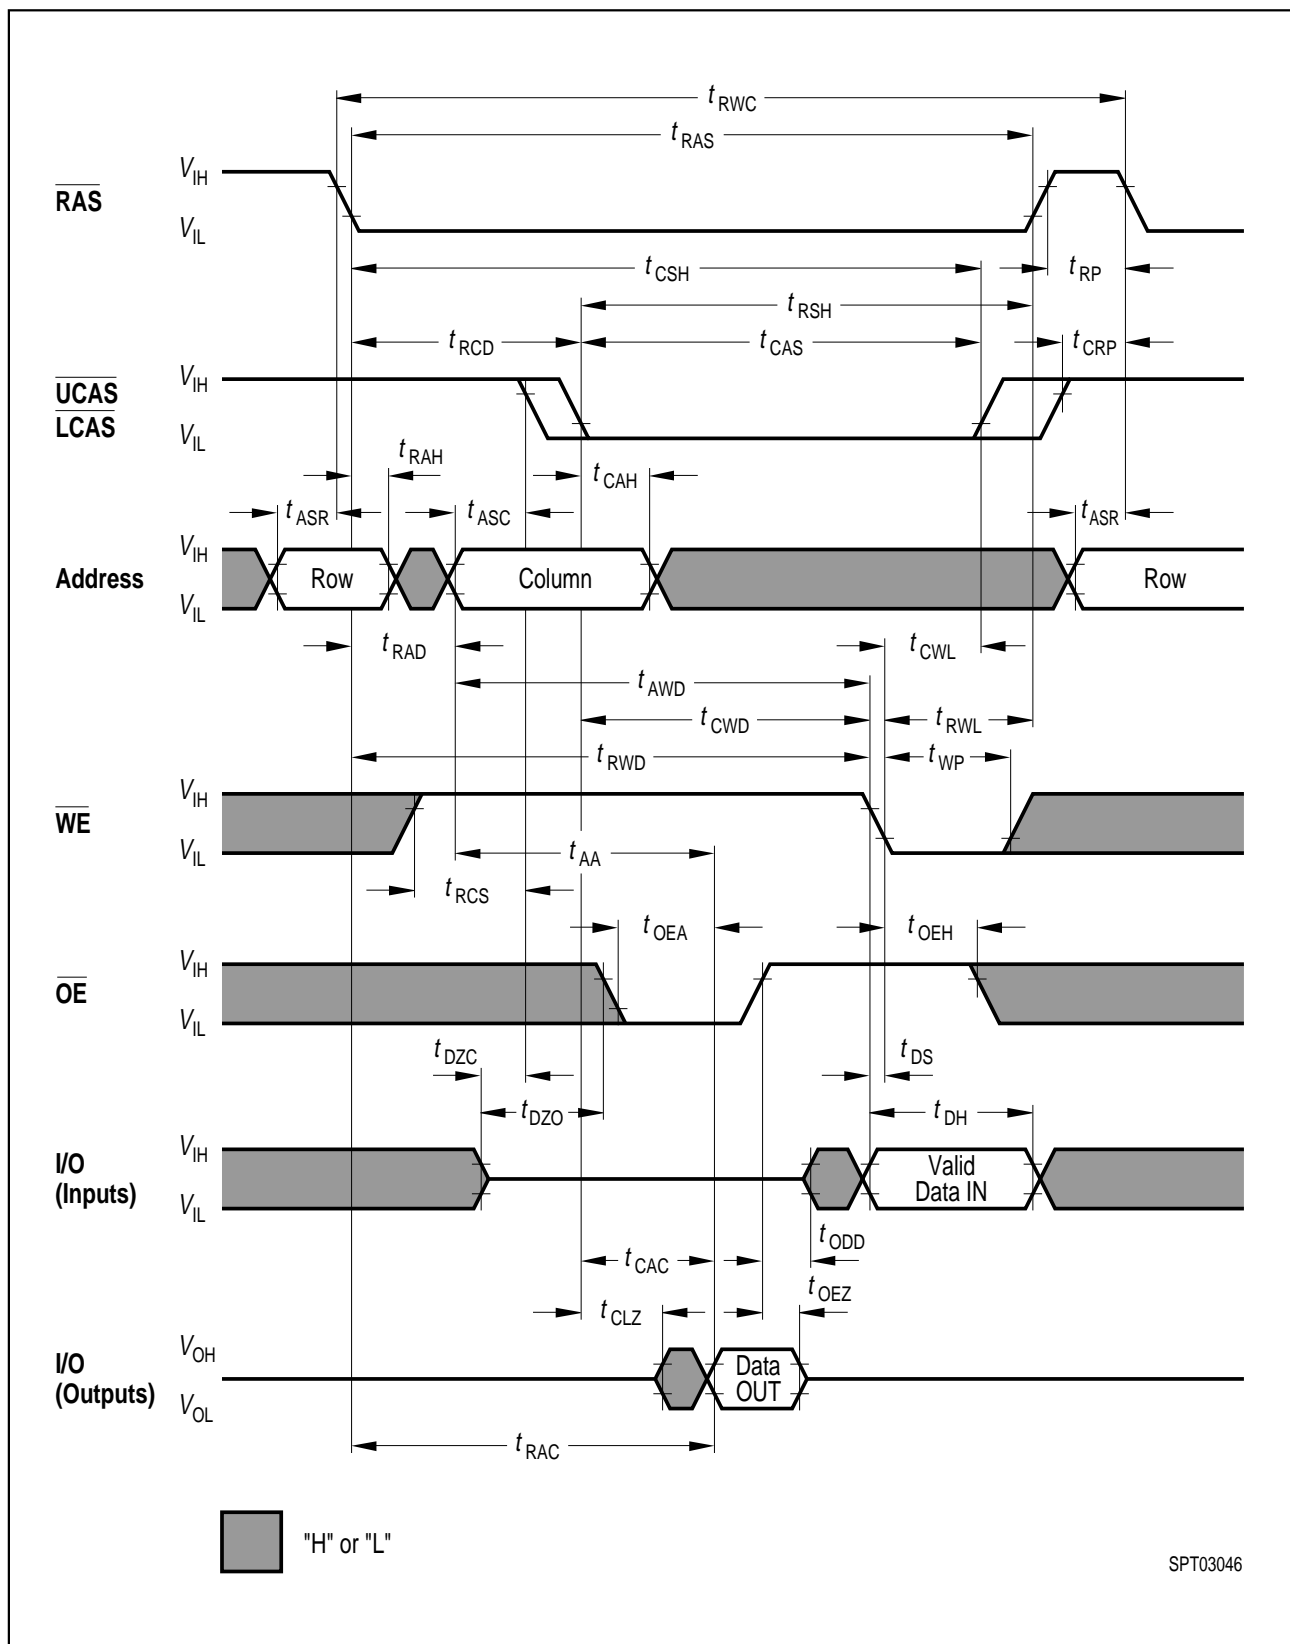 tRWC
tRAS
RAS VIH
VIL
tCSH tRP
tRSH
tRCD tCAS tCRP
UCAS VIH
LCAS VIL
tRAH tCAH
tASR tASC tASR
Address VIH
Row Column Row
VIL
tRAD tCWL
tAWD
tCWD tRWL
tRWD tWP
WE VIH
VIL
tAA
tRCS
tOEA tOEH
OE VIH
VIL
tDZC tDS
tDZO tDH
I/O VIH Valid
(Inputs) VIL Data IN
tODD
tCAC
tOEZ
tCLZ
I/O VOH Data
(Outputs) VOL OUT
tRAC
"H" or "L"
SPT03046